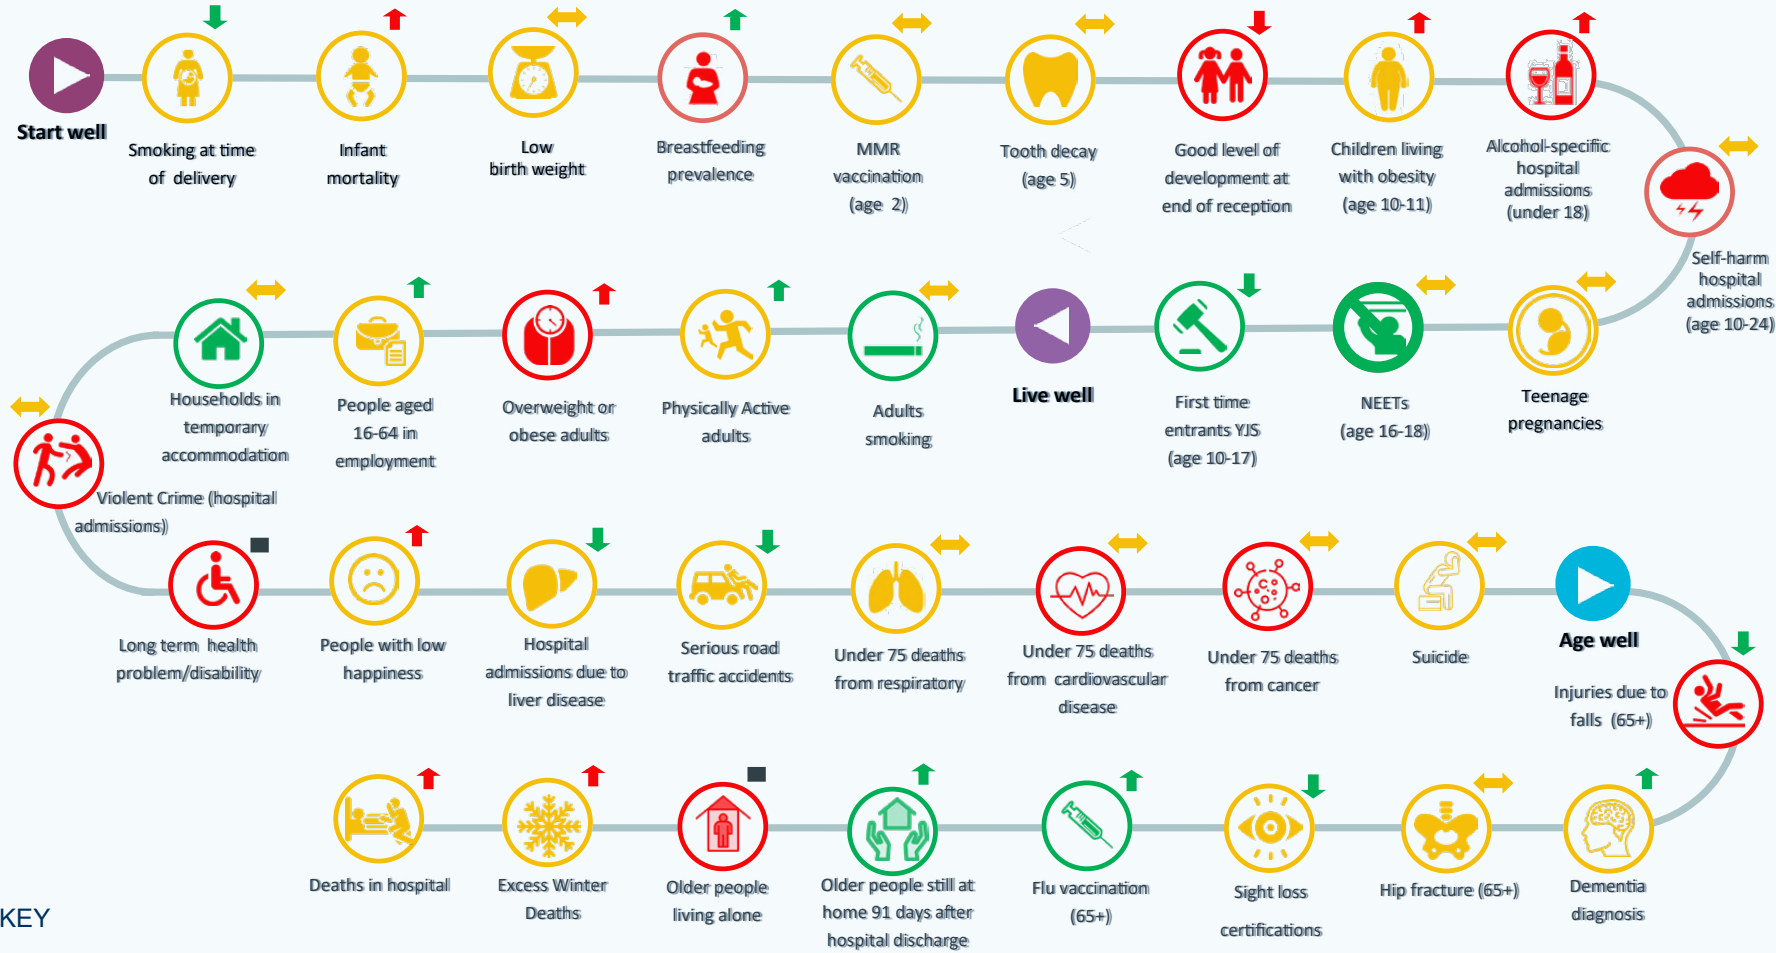 Start well
Smoking at time
of delivery
Infant
mortality
Low
birth weight
Breastfeeding
prevalence
MMR
vaccination
(age 2)
Tooth decay
(age 5)
Good level of
development at
end of reception
Children living
with obesity
(age 10-11)
Alcohol-specific
hospital
admissions
(under 18)
Self-harm
hospital
admissions
(age 10-24)
Teenage
pregnancies
NEETs
(age 16-18)
First time
entrants YJS
(age 10-17)
Live well
Adults
smoking
Physically Active
adults
Overweight or
obese adults
People aged
16-64 in
employment
Households in
temporary
accommodation
Violent Crime (hospital
admissions)
Long term health
problem/disability
People with low
happiness
Hospital
admissions due to
liver disease
Serious road
traffic accidents
Under 75 deaths
from respiratory
Under 75 deaths
from cardiovascular
disease
Under 75 deaths
from cancer
Suicide
Age well
Injuries due to
falls (65+)
Dementia
diagnosis
Hip fracture (65+)
Sight loss
certifications
Flu vaccination
(65+)
Older people still at
home 91 days after
hospital discharge
Older people
living alone
Excess Winter
Deaths
Deaths in hospital
KEY